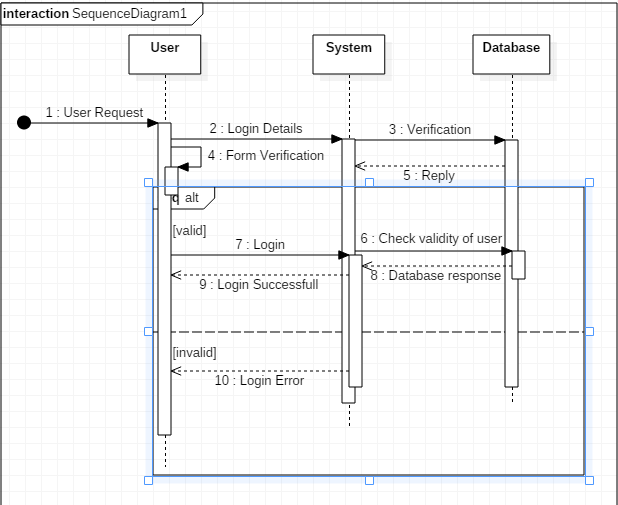 interaction SequenceDiagram1
User
System
Database
1 : User Request
2 : Login Details
3 : Verification
4 : Form Verification
5 : Reply
alt
[valid]
6 : Check validity of user
7 : Login
8 : Database response
9 : Login Successfull
[invalid]
10 : Login Error